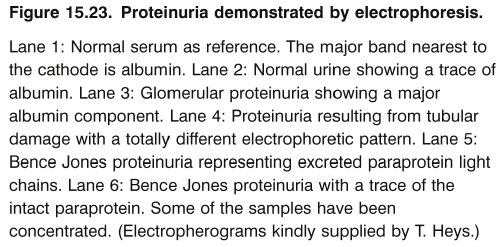 Figure 15.23. Proteinuria demonstrated by electrophoresis.
Lane 1: Normal serum as reference. The major band nearest to
the cathode is albumin. Lane 2: Normal urine showing a trace of
albumin. Lane 3: Glomerular proteinuria showing a major
albumin component. Lane 4: Proteinuria resulting from tubular
damage with a totally different electrophoretic pattern. Lane 5:
Bence Jones proteinuria representing excreted paraprotein light
chains. Lane 6: Bence Jones proteinuria with a trace of the
intact paraprotein. Some of the samples have been
concentrated. (Electropherograms kindly supplied by T. Heys.)